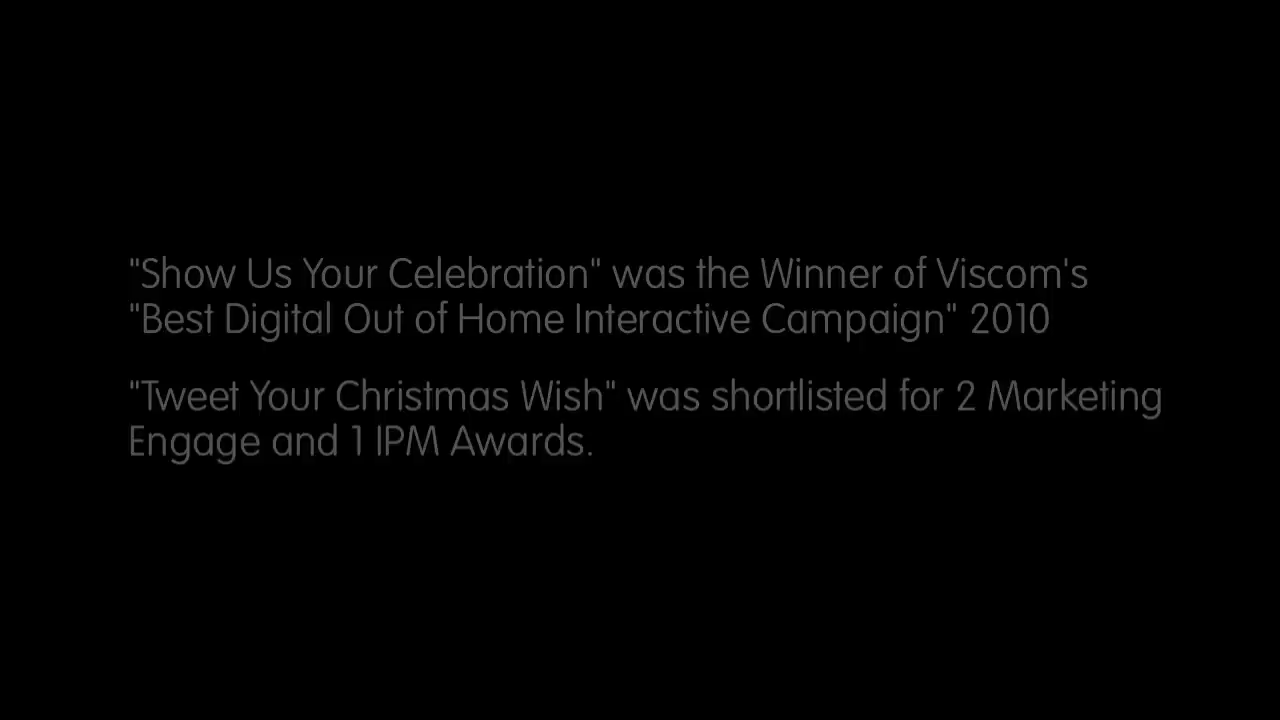 "Show Us Your Celebration" was the Winner of Viscom's
"Best Digital Out of Home Interactive Campaign" 2010
"Tweet Your Christmas Wish" was shortlisted for 2 Marketing
Engage and 1 IPM Awards.